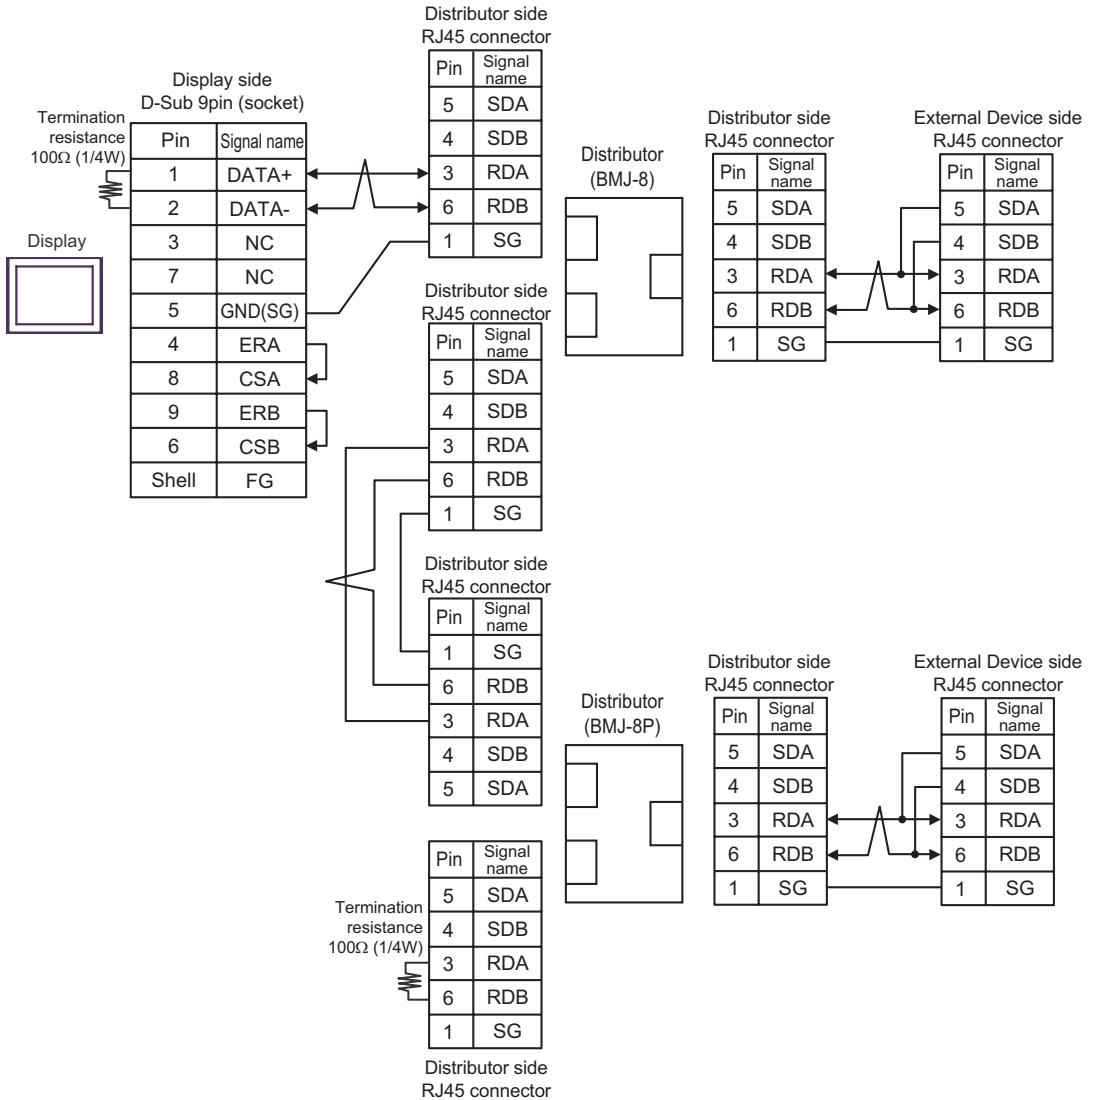 Distributor side
RJ45 connector
Pin Signal name
5 SDA
4 SDB
3 RDA
6 RDB
1 SG
Display side
D-Sub 9pin (socket)
Termination
resistance
100Ω (1/4W)
Pin Signal name
1 DATA+
2 DATA-
3 NC
7 NC
5 GND(SG)
4 ERA
8 CSA
9 ERB
6 CSB
Shell FG
Display
Distributor
(BMJ-8)
Distributor side
RJ45 connector
Pin Signal name
5 SDA
4 SDB
3 RDA
6 RDB
1 SG
External Device side
RJ45 connector
Pin Signal name
5 SDA
4 SDB
3 RDA
6 RDB
1 SG
Distributor side
RJ45 connector
Pin Signal name
5 SDA
4 SDB
3 RDA
6 RDB
1 SG
Distributor side
RJ45 connector
Pin Signal name
1 SG
6 RDB
3 RDA
4 SDB
5 SDA
Distributor
(BMJ-8P)
Distributor side
RJ45 connector
Pin Signal name
5 SDA
4 SDB
3 RDA
6 RDB
1 SG
External Device side
RJ45 connector
Pin Signal name
5 SDA
4 SDB
3 RDA
6 RDB
1 SG
Termination
resistance
100Ω (1/4W)
Pin Signal name
5 SDA
4 SDB
3 RDA
6 RDB
1 SG
Distributor side
RJ45 connector